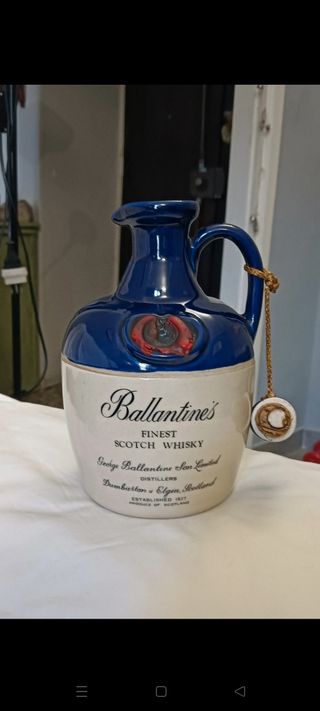 Ballantine's
FINEST
SCOTCH WHISKY
George Ballantine Son Limited
DISTILLERS
Dumbarton & Elgin, Scotland
ESTABLISHED 1827
PRODUCE OF SCOTLAND